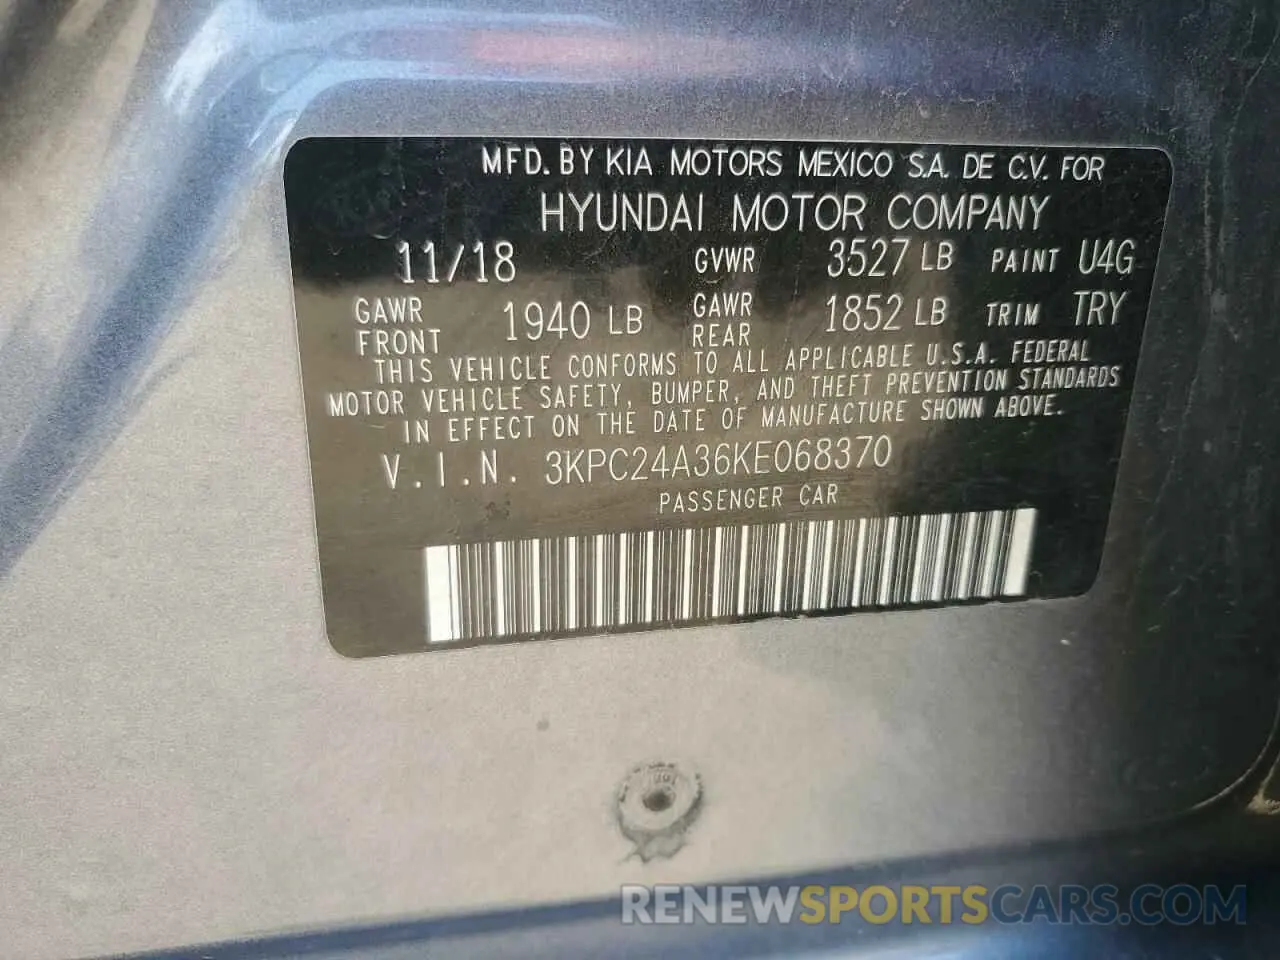 MFD. BY KIA MOTORS MEXICO S.A. DE C.V. FOR
HYUNDAI MOTOR COMPANY
11/18 GVWR 3527 LB PAINT U4G
GAWR FRONT 1940 LB GAWR REAR 1852 LB TRIM TRY
THIS VEHICLE CONFORMS TO ALL APPLICABLE U.S.A. FEDERAL
MOTOR VEHICLE SAFETY, BUMPER, AND THEFT PREVENTION STANDARDS
IN EFFECT ON THE DATE OF MANUFACTURE SHOWN ABOVE.
V.I.N. 3KPC24A36KE068370
PASSENGER CAR
RENEWSPORTSCARS.COM